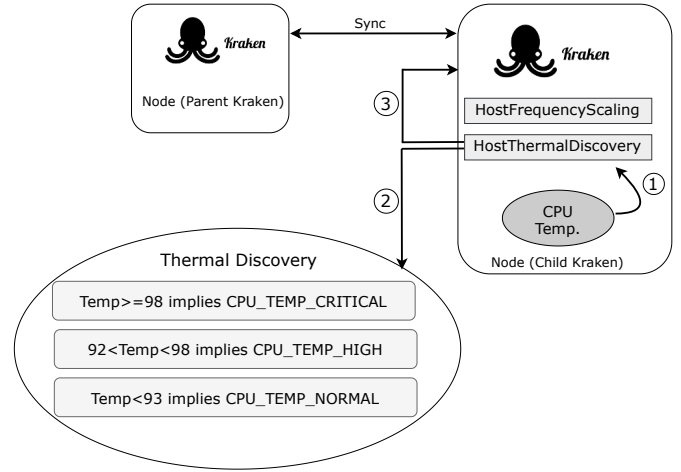 Sync
Kraken
Kraken
Node (Parent Kraken)
3
HostFrequencyScaling
HostThermalDiscovery
1
2
CPU
Temp.
Node (Child Kraken)
Thermal Discovery
Temp>=98 implies CPU_TEMP_CRITICAL
92<Temp<98 implies CPU_TEMP_HIGH
Temp<93 implies CPU_TEMP_NORMAL